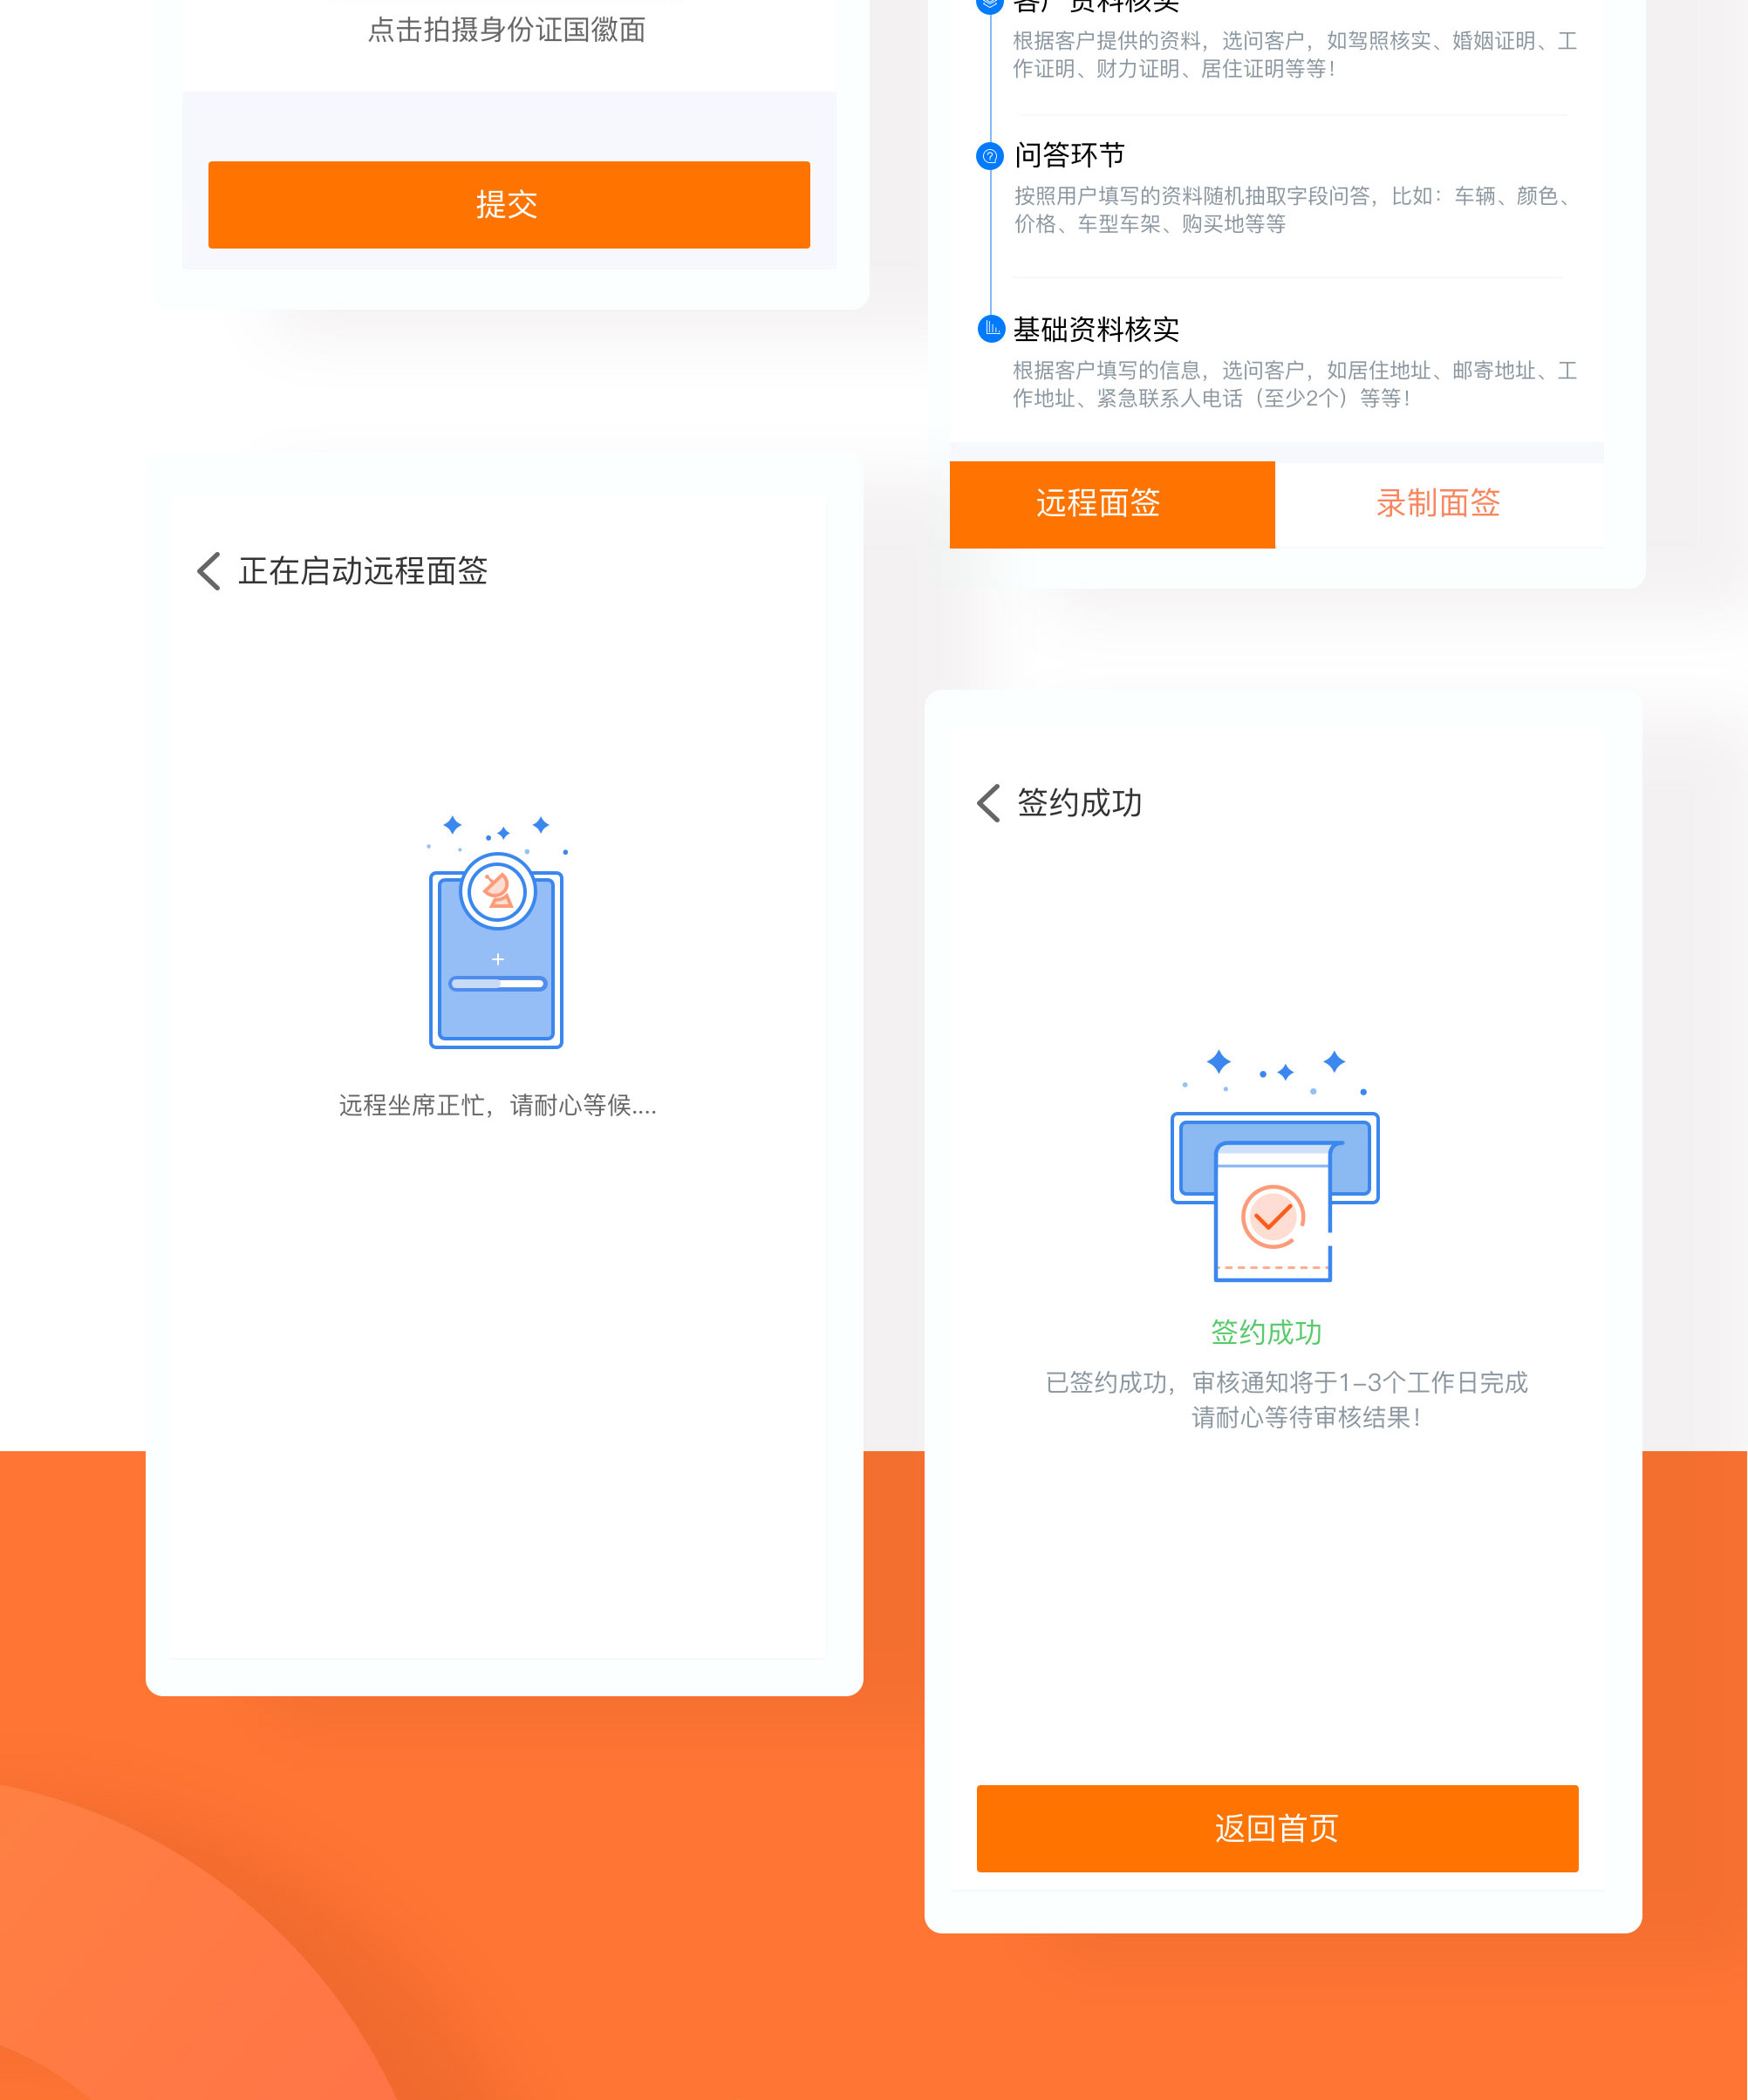 点击拍摄身份证国徽面
提交
客户资料核实
根据客户提供的资料，选问客户，如驾照核实、婚姻证明、工
作证明、财力证明、居住证明等等！
问答环节
按照用户填写的资料随机抽取字段问答，比如：车辆、颜色、
价格、车型车架、购买地等等
基础资料核实
根据客户填写的信息，选问客户，如居住地址、邮寄地址、工
作地址、紧急联系人电话（至少2个）等等！
远程面签
录制面签
正在启动远程面签
远程坐席正忙，请耐心等候....
签约成功
签约成功
已签约成功，审核通知将于1-3个工作日完成
请耐心等待审核结果！
返回首页